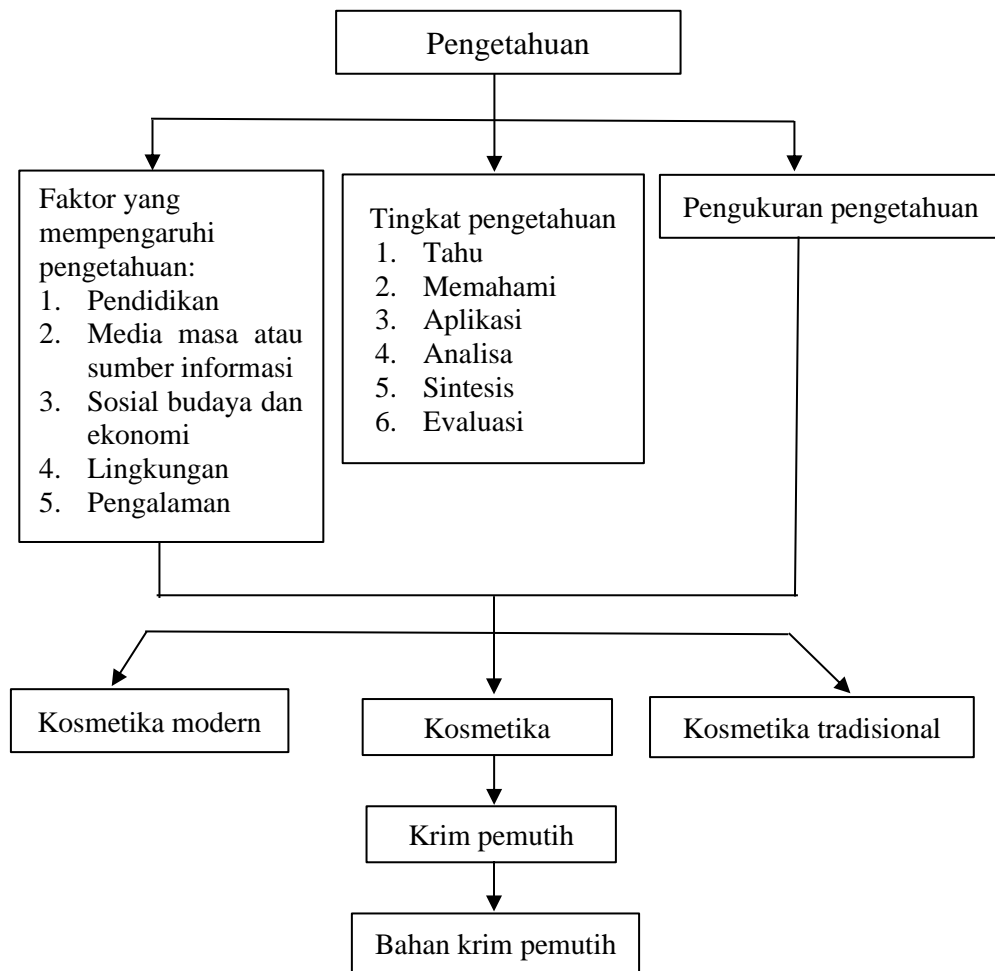 Pengetahuan
Faktor yang
mempengaruhi
pengetahuan:
1. Pendidikan
2. Media masa atau
sumber informasi
3. Sosial budaya dan
ekonomi
4. Lingkungan
5. Pengalaman
Tingkat pengetahuan
1. Tahu
2. Memahami
3. Aplikasi
4. Analisa
5. Sintesis
6. Evaluasi
Pengukuran pengetahuan
Kosmetika modern
Kosmetika
Kosmetika tradisional
Krim pemutih
Bahan krim pemutih